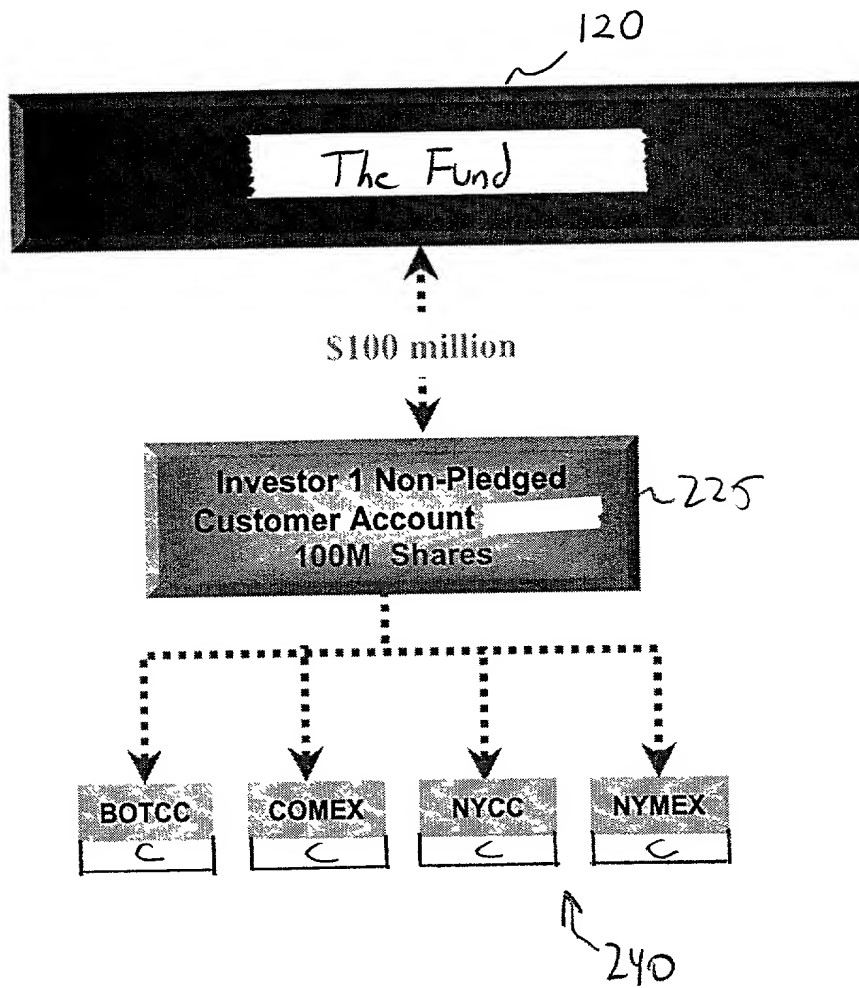 120
The Fund
$100 million
Investor 1 Non-Pledged
Customer Account
100M Shares
225
BOTCC COMEX NYCC NYMEX
C C C C
240